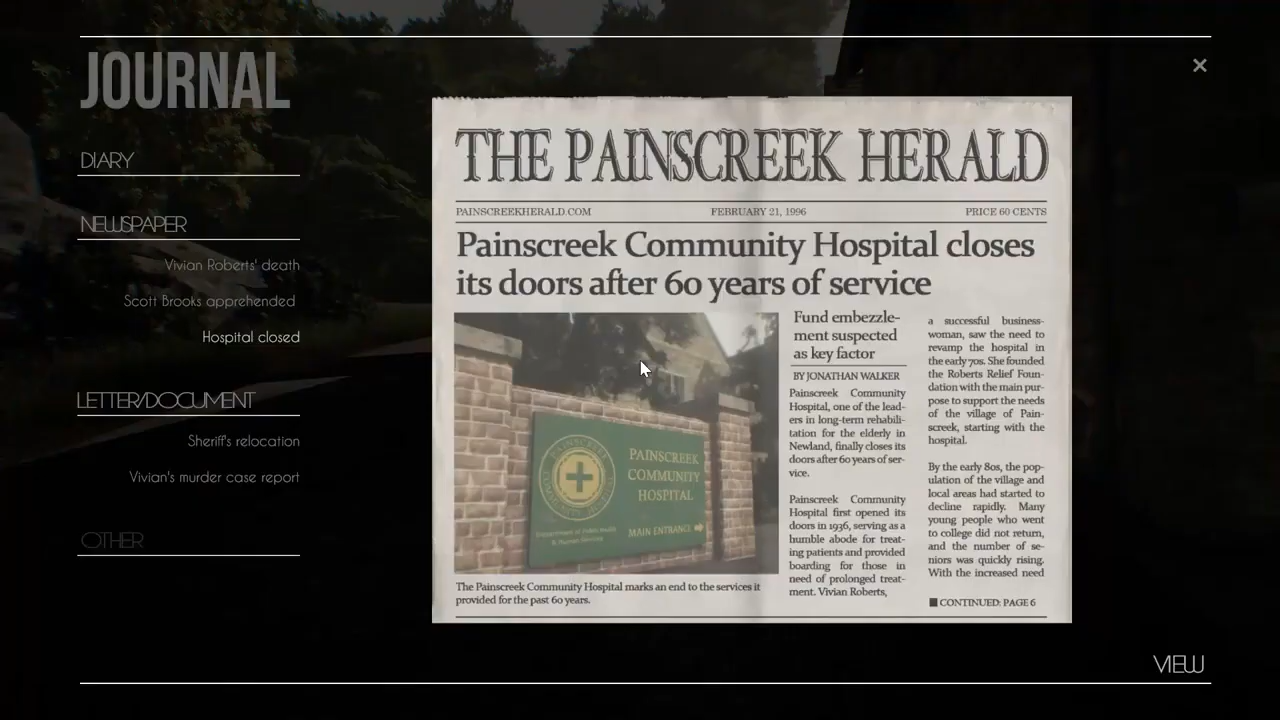 JOURNAL
DIARY
NEWSPAPER
Vivian Roberts' death
Scott Brooks apprehended
Hospital closed
LETTER/DOCUMENT
Sheriff's relocation
Vivian's murder case report
OTHER
THE PAINSCREEK HERALD
PAINSCREEKHERALD.COM FEBRUARY 21, 1996 PRICE 60 CENTS
Painscreek Community Hospital closes
its doors after 60 years of service
PAINSCREEK
COMMUNITY
HOSPITAL
MAIN ENTRANCE
Department of Public Health
& Human Services
The Painscreek Community Hospital marks an end to the services it
provided for the past 60 years.
Fund embezzle-
ment suspected
as key factor
BY JONATHAN WALKER
Painscreek Community
Hospital, one of the lead-
ers in long-term rehabili-
tation for the elderly in
Newland, finally closes its
doors after 60 years of ser-
vice.
Painscreek Community
Hospital first opened its
doors in 1936, serving as a
humble abode for treat-
ing patients and provided
boarding for those in
need of prolonged treat-
ment. Vivian Roberts,
a successful business-
woman, saw the need to
revamp the hospital in
the early 70s. She founded
the Roberts Relief Foun-
dation with the main pur-
pose to support the needs
of the village of Pain-
screek, starting with the
hospital.
By the early 80s, the pop-
ulation of the village and
local areas had started to
decline rapidly. Many
young people who went
to college did not return,
and the number of se-
niors was quickly rising.
With the increased need
CONTINUED: PAGE 6
VIEW